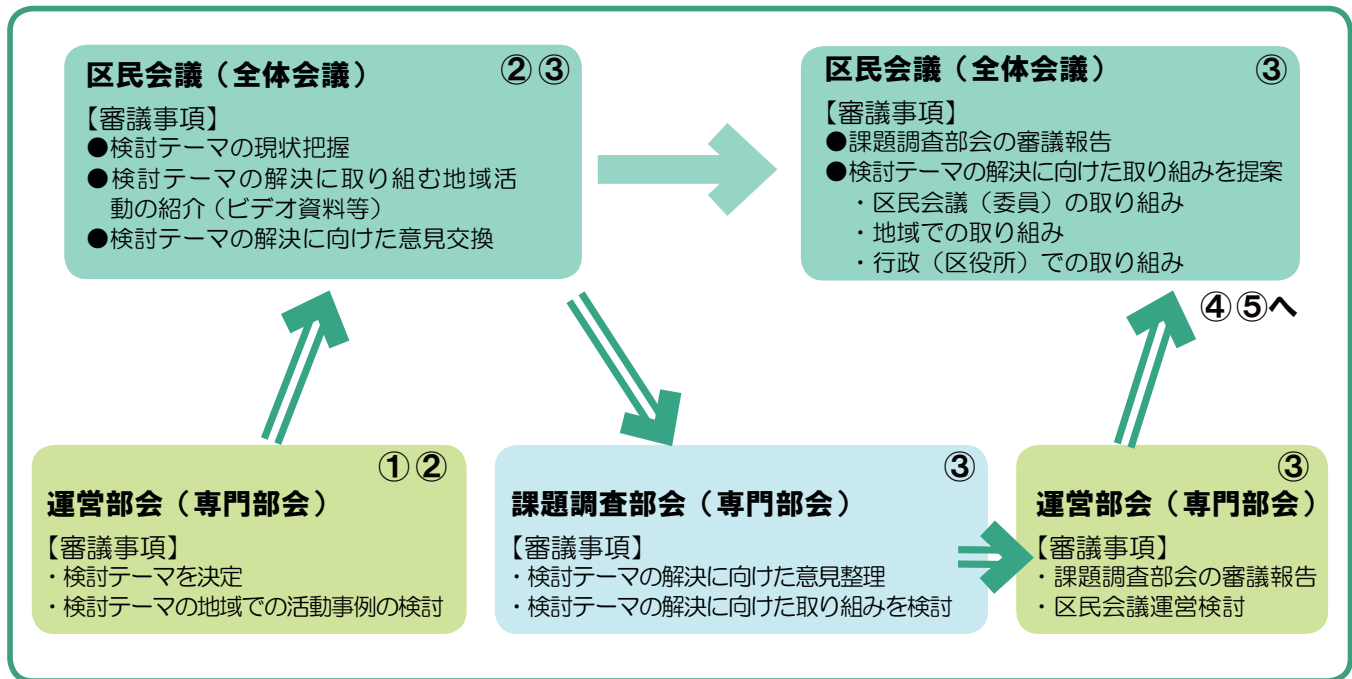 区民会議（全体会議） ②③
【審議事項】
●検討テーマの現状把握
●検討テーマの解決に取り組む地域活
動の紹介（ビデオ資料等）
●検討テーマの解決に向けた意見交換
区民会議（全体会議） ③
【審議事項】
●課題調査部会の審議報告
●検討テーマの解決に向けた取り組みを提案
・区民会議（委員）の取り組み
・地域での取り組み
・行政（区役所）での取り組み
④⑤へ
①②
運営部会（専門部会）
【審議事項】
・検討テーマを決定
・検討テーマの地域での活動事例の検討
③
課題調査部会（専門部会）
【審議事項】
・検討テーマの解決に向けた意見整理
・検討テーマの解決に向けた取り組みを検討
③
運営部会（専門部会）
【審議事項】
・課題調査部会の審議報告
・区民会議運営検討